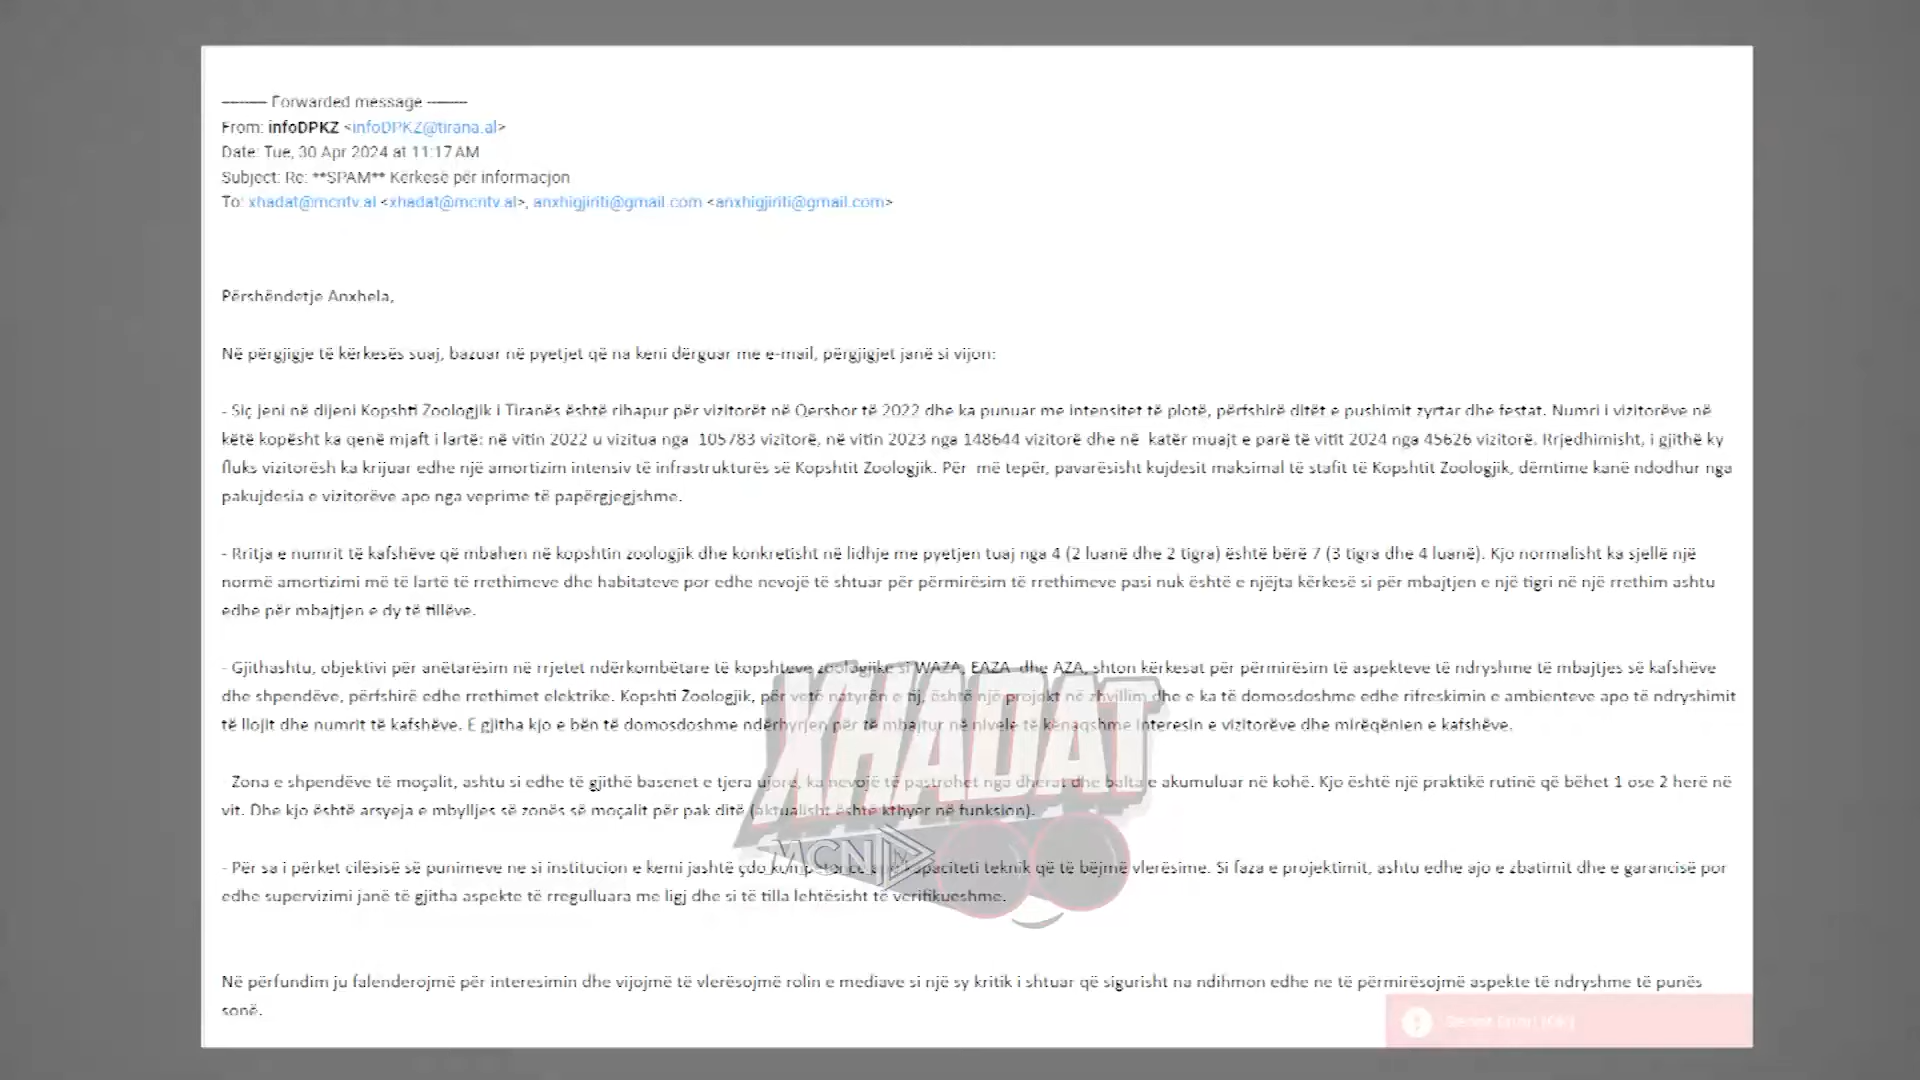 -------- Forwarded message --------
From: infoDPKZ <infoDPKZ@tirana.al>
Date: Tue, 30 Apr 2024 at 11:17 AM
Subject: Re: **SPAM** Kerkese për informacjon
To: xhadat@mcntv.al <xhadat@mcntv.al>, anxhigjiriti@gmail.com <anxhigjiriti@gmail.com>
Përshëndetje Anxhela,
Në përgjigje të kërkesës suaj, bazuar në pyetjet që na keni dërguar me e-mail, përgjigjet janë si vijon:
- Siç jeni në dijeni Kopshti Zoologjik i Tiranës është rihapur për vizitorët në Qershor të 2022 dhe ka punuar me intensitet të plotë, përfshirë ditët e pushimit zyrtar dhe festat. Numri i vizitorëve në
këtë kopësht ka qenë mjaft i lartë: në vitin 2022 u vizitua nga 105783 vizitorë, në vitin 2023 nga 148644 vizitorë dhe në katër muajt e parë të vitit 2024 nga 45626 vizitorë. Rrjedhimisht, i gjithë ky
fluks vizitorësh ka krijuar edhe një amortizim intensiv të infrastrukturës së Kopshtit Zoologjik. Për më tepër, pavarësisht kujdesit maksimal të stafit të Kopshtit Zoologjik, dëmtime kanë ndodhur nga
pakujdesia e vizitorëve apo nga veprime të papërgjegjshme.
- Rritja e numrit të kafshëve që mbahen në kopshtin zoologjik dhe konkretisht në lidhje me pyetjen tuaj nga 4 (2 luanë dhe 2 tigra) është bërë 7 (3 tigra dhe 4 luanë). Kjo normalisht ka sjellë një
normë amortizimi më të lartë të rrethimeve dhe habitateve por edhe nevojë të shtuar për përmirësim të rrethimeve pasi nuk është e njëjta kërkesë si për mbajtjen e një tigri në një rrethim ashtu
edhe për mbajtjen e dy të tillëve.
- Gjithashtu, objektivi për anëtarësim në rrjetet ndërkombëtare të kopshteve zoologjike si WAZA, EAZA dhe AZA, shton kërkesat për përmirësim të aspekteve të ndryshme të mbajtjes së kafshëve
dhe shpendëve, përfshirë edhe rrethimet elektrike. Kopshti Zoologjik, për vetë natyrën e tij, është një projekt në zhvillim dhe e ka të domosdoshme edhe rifreskimin e ambienteve apo të ndryshimit
të llojit dhe numrit të kafshëve. E gjitha kjo e bën të domosdoshme ndërhyrjen për të mbajtur në nivele të kënaqshme interesin e vizitorëve dhe mirëqënien e kafshëve.
Zona e shpendëve të moçalit, ashtu si edhe të gjithë basenet e tjera ujore, ka nevojë të pastrohet nga dherat dhe balta e akumuluar në kohë. Kjo është një praktikë rutinë që bëhet 1 ose 2 herë në
vit. Dhe kjo është arsyeja e mbylljes së zonës së moçalit për pak ditë (aktualisht është kthyer në funksion).
- Për sa i përket cilësisë së punimeve ne si institucion e kemi jashtë çdo kompetence apo kapaciteti teknik që të bëjmë vlerësime. Si faza e projektimit, ashtu edhe ajo e zbatimit dhe e garancisë por
edhe supervizimi janë të gjitha aspekte të rregulluara me ligj dhe si të tilla lehtësisht të verifikueshme.
Në përfundim ju falenderojmë për interesimin dhe vijojmë të vlerësojmë rolin e mediave si një sy kritik i shtuar që sigurisht na ndihmon edhe ne të përmirësojmë aspekte të ndryshme të punës
sonë.
XHADAT
MCN TV